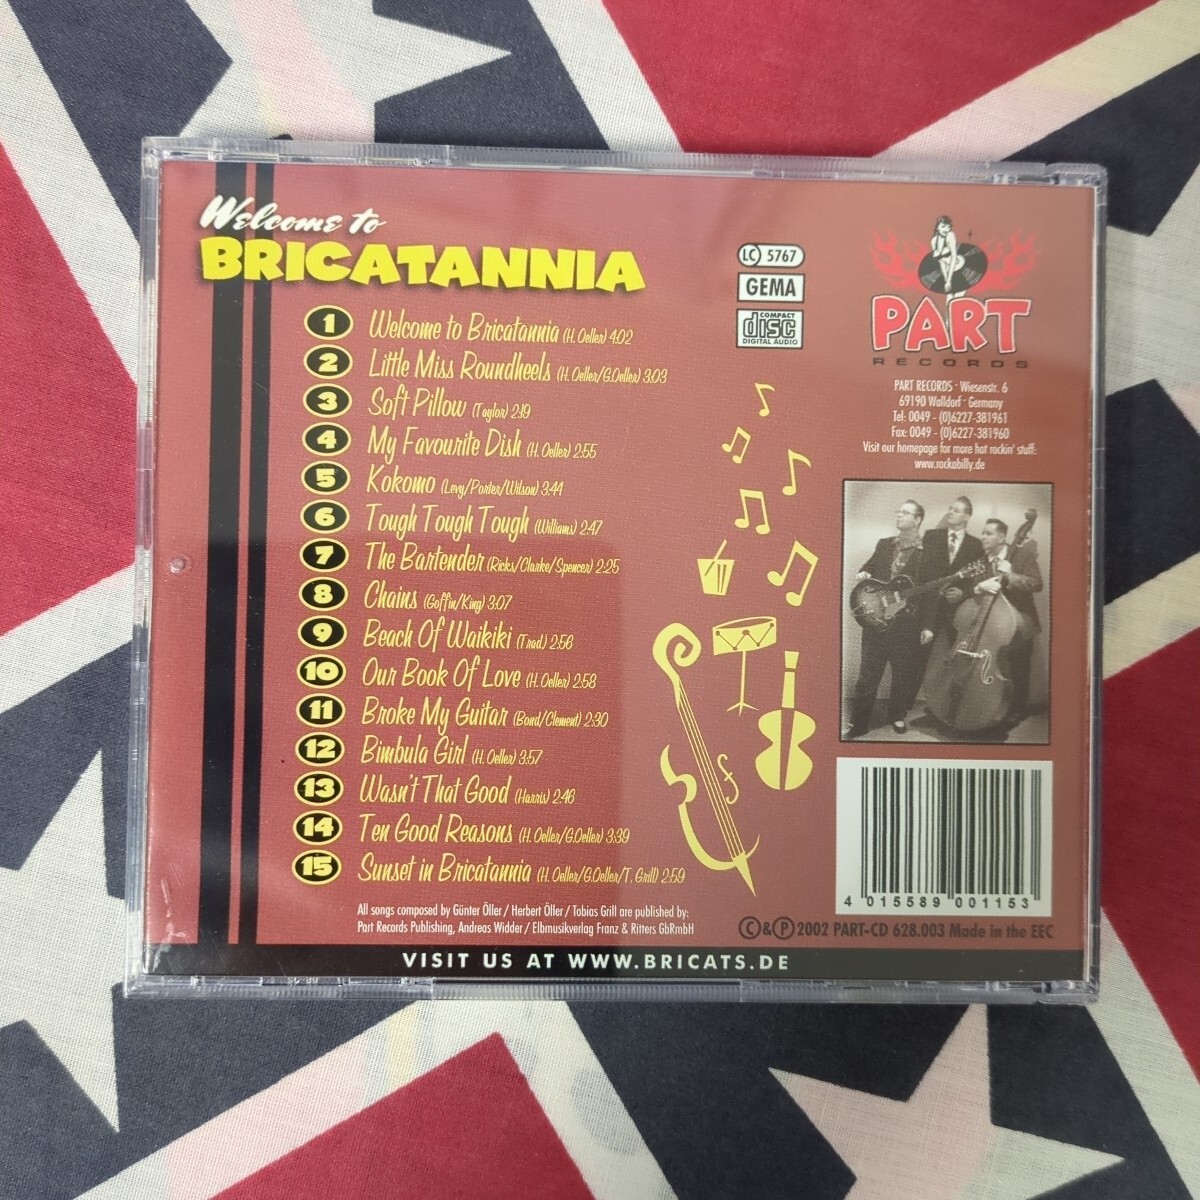 Welcome to
BRICATANNIA
1 Welcome to Bricatannia (H. Oeller) 4:02
2 Little Miss Roundheels (H. Oeller/G.Oeller) 3:03
3 Soft Pillow (Taylor) 2:19
4 My Favourite Dish (H. Oeller) 2:55
5 Kokomo (Levy/Porter/Wilson) 3:44
6 Tough Tough Tough (Williams) 2:47
7 The Bartender (Ricks/Clarke/Spencer) 2:25
8 Chains (Goffin/King) 3:07
9 Beach Of Waikiki (Trad.) 2:56
10 Our Book Of Love (H. Oeller) 2:58
11 Broke My Guitar (Bond/Clement) 2:30
12 Bimbula Girl (H. Oeller) 3:57
13 Wasn't That Good (Harris) 2:46
14 Ten Good Reasons (H. Oeller/G.Oeller) 3:39
15 Sunset in Bricatannia (H. Oeller/G.Oeller/T. Grill) 2:59
All songs composed by Günter Öller / Herbert Öller / Tobias Grill are published by:
Part Records Publishing, Andreas Widder / Elbmusikverlag Franz & Ritters GbRmbH
LC 5767
GEMA
COMPACT
disc
DIGITAL AUDIO
PART
RECORDS
PART RECORDS · Wiesenstr. 6
69190 Walldorf · Germany
Tel: 0049 - (0)6227-381961
Fax: 0049 - (0)6227-381960
Visit our homepage for more hot rockin' stuff:
www.rockabilly.de
4 015589 001153
©&℗ 2002 PART-CD 628.003 Made in the EEC
VISIT US AT WWW.BRICATS.DE